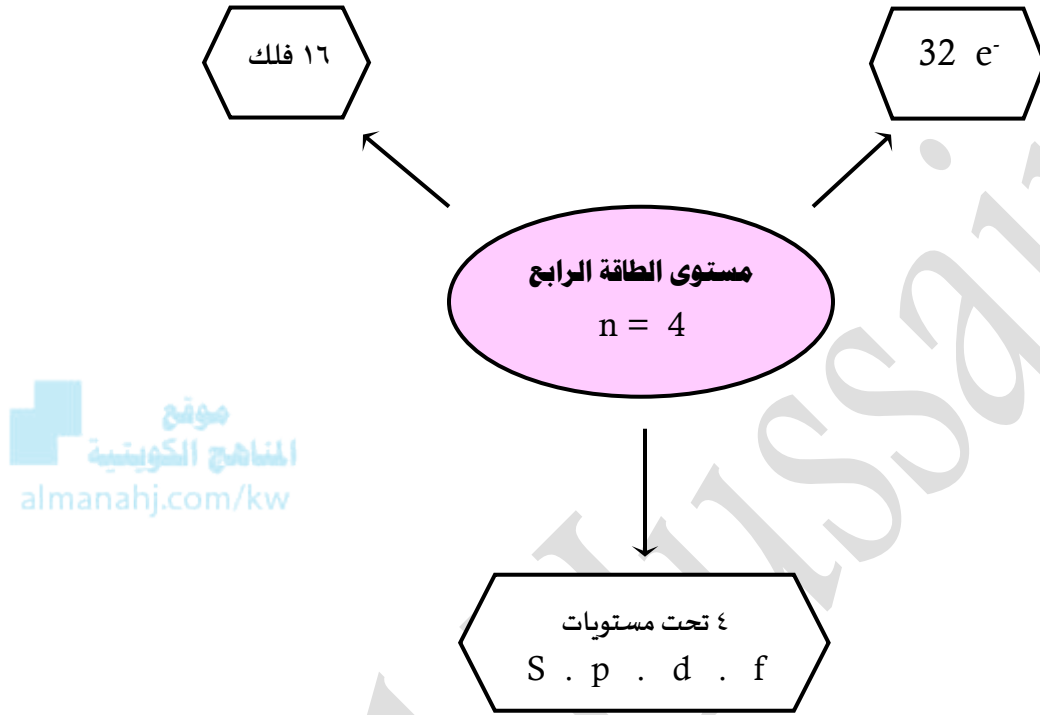 ١٦ فلك
32 e⁻
مستوى الطاقة الرابع
n = 4
موقع
المناهج الكويتية
almanahj.com/kw
٤ تحت مستويات
S . p . d . f